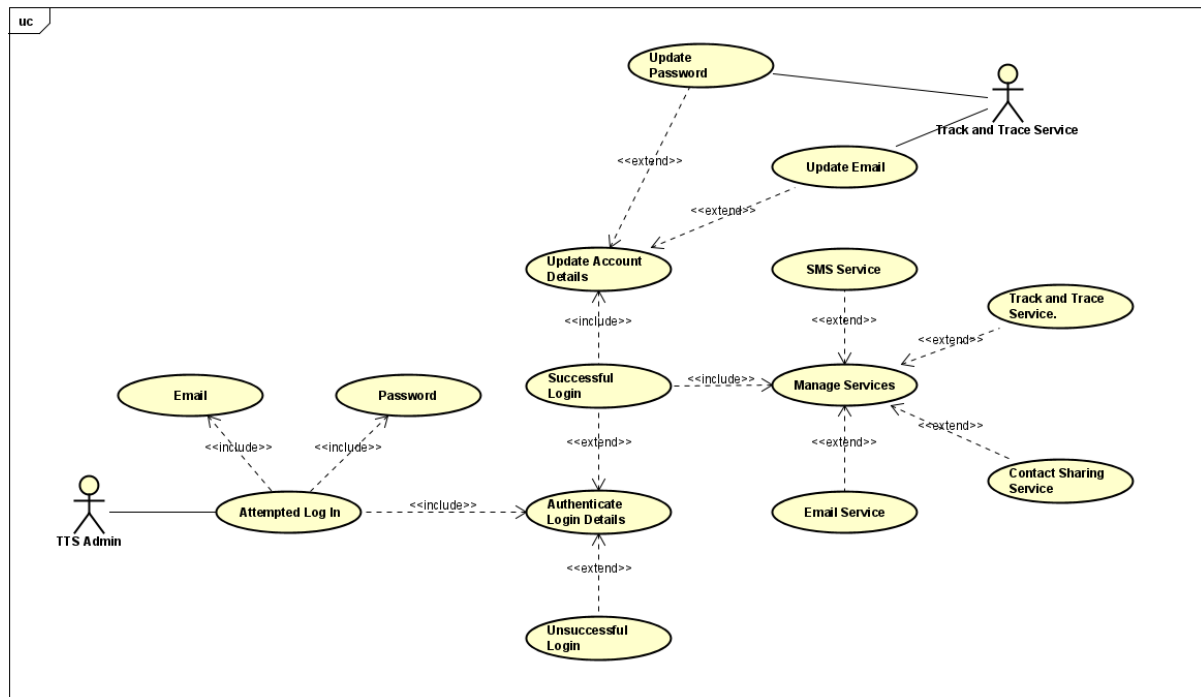 uc
Update
Password
Track and Trace Service
<<extend>>
Update Email
<<extend>>
Update Account
Details
SMS Service
Track and Trace
Service.
<<include>>
<<extend>>
<<extend>>
Successful
Login
<<include>>
Manage Services
Email
Password
<<include>>
<<include>>
<<extend>>
<<extend>>
<<extend>>
Contact Sharing
Service
TTS Admin
Attempted Log In
<<include>>
Authenticate
Login Details
Email Service
<<extend>>
Unsuccessful
Login